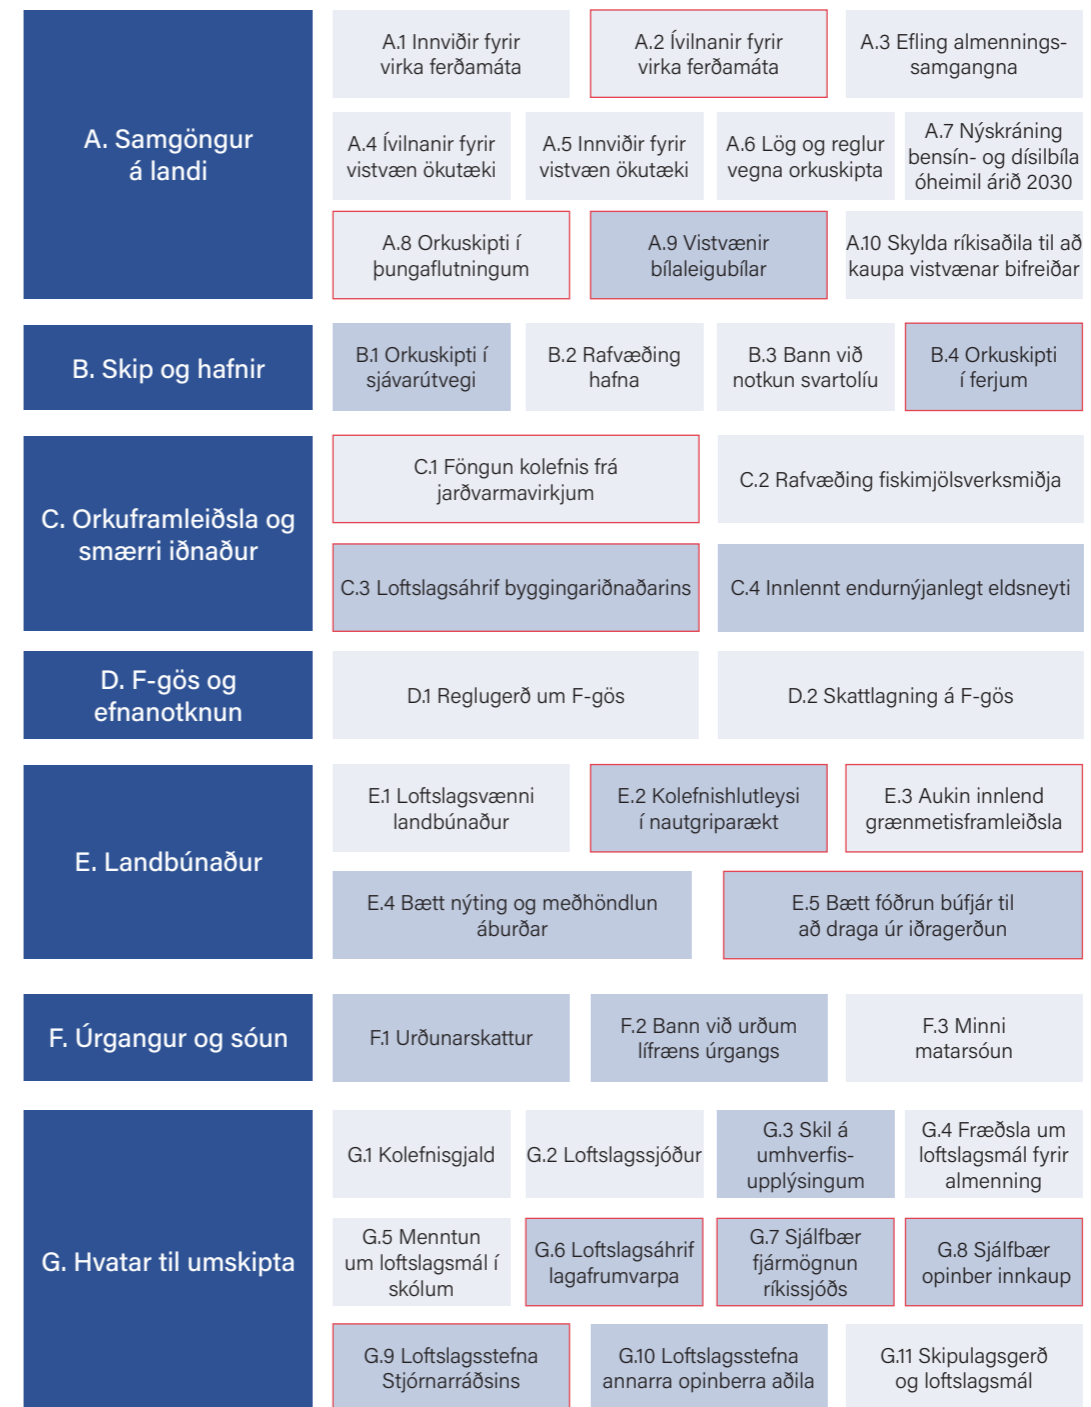 A. Samgöngur
á landi
A.1 Innviðir fyrir
virka ferðamáta
A.2 Ívilnanir fyrir
virka ferðamáta
A.3 Efling almennings-
samgangna
A.4 Ívilnanir fyrir
vistvæn ökutæki
A.5 Innviðir fyrir
vistvæn ökutæki
A.6 Lög og reglur
vegna orkuskipta
A.7 Nýskráning
bensín- og dísilbíla
óheimil árið 2030
A.8 Orkuskipti í
þungaflutningum
A.9 Vistvænir
bílaleigubílar
A.10 Skylda ríkisaðila til að
kaupa vistvænar bifreiðar
B. Skip og hafnir
B.1 Orkuskipti í
sjávarútvegi
B.2 Rafvæðing
hafna
B.3 Bann við
notkun svartolíu
B.4 Orkuskipti
í ferjum
C. Orkuframleiðsla og
smærri iðnaður
C.1 Föngun kolefnis frá
jarðvarmavirkjum
C.2 Rafvæðing fiskimjölsverksmiðja
C.3 Loftslagsáhrif byggingariðnaðarins
C.4 Innlennt endurnýjanlegt eldsneyti
D. F-gös og
efnanotknun
D.1 Reglugerð um F-gös
D.2 Skattlagning á F-gös
E. Landbúnaður
E.1 Loftslagsvænni
landbúnaður
E.2 Kolefnishlutleysi
í nautgriparækt
E.3 Aukin innlend
grænmetisframleiðsla
E.4 Bætt nýting og meðhöndlun
áburðar
E.5 Bætt fóðrun búfjár til
að draga úr iðragerðun
F. Úrgangur og sóun
F.1 Urðunarskattur
F.2 Bann við urðum
lífræns úrgangs
F.3 Minni
matarsóun
G. Hvatar til umskipta
G.1 Kolefnisgjald
G.2 Loftslagssjóður
G.3 Skil á
umhverfis-
upplýsingum
G.4 Fræðsla um
loftslagsmál fyrir
almenning
G.5 Menntun
um loftslagsmál í
skólum
G.6 Loftslagsáhrif
lagafrumvarpa
G.7 Sjálfbær
fjármögnun
ríkissjóðs
G.8 Sjálfbær
opinber innkaup
G.9 Loftslagsstefna
Stjórnarráðsins
G.10 Loftslagsstefna
annarra opinberra aðila
G.11 Skipulagsgerð
og loftslagsmál